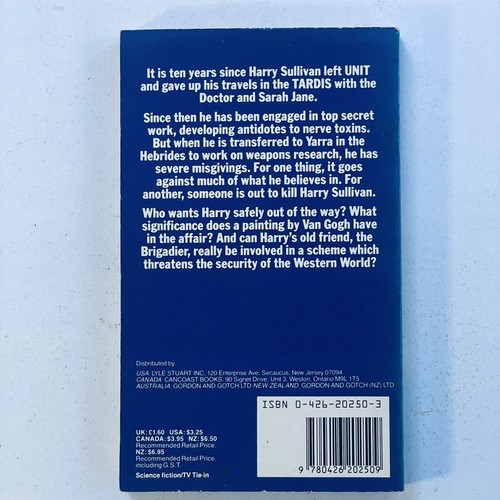 It is ten years since Harry Sullivan left UNIT
and gave up his travels in the TARDIS with the
Doctor and Sarah Jane.
Since then he has been engaged in top secret
work, developing antidotes to nerve toxins.
But when he is transferred to Yarra in the
Hebrides to work on weapons research, he has
severe misgivings. For one thing, it goes
against much of what he believes in. For
another, someone is out to kill Harry Sullivan.
Who wants Harry safely out of the way? What
significance does a painting by Van Gogh have
in the affair? And can Harry's old friend, the
Brigadier, really be involved in a scheme which
threatens the security of the Western World?
Distributed by
USA: LYLE STUART INC, 120 Enterprise Ave, Secaucus, New Jersey 07094
CANADA: CANCOAST BOOKS, 90 Signet Drive, Unit 3, Weston, Ontario M9L 1T5
AUSTRALIA: GORDON AND GOTCH LTD NEW ZEALAND: GORDON AND GOTCH (NZ) LTD
ISBN 0-426-20250-3
UK: £1.60 USA: $3.25
CANADA: $3.95 NZ: $6.50
Recommended Retail Price.
NZ: $6.95
Recommended Retail Price,
including G.S.T.
Science fiction/TV Tie-in
9 780426 202509